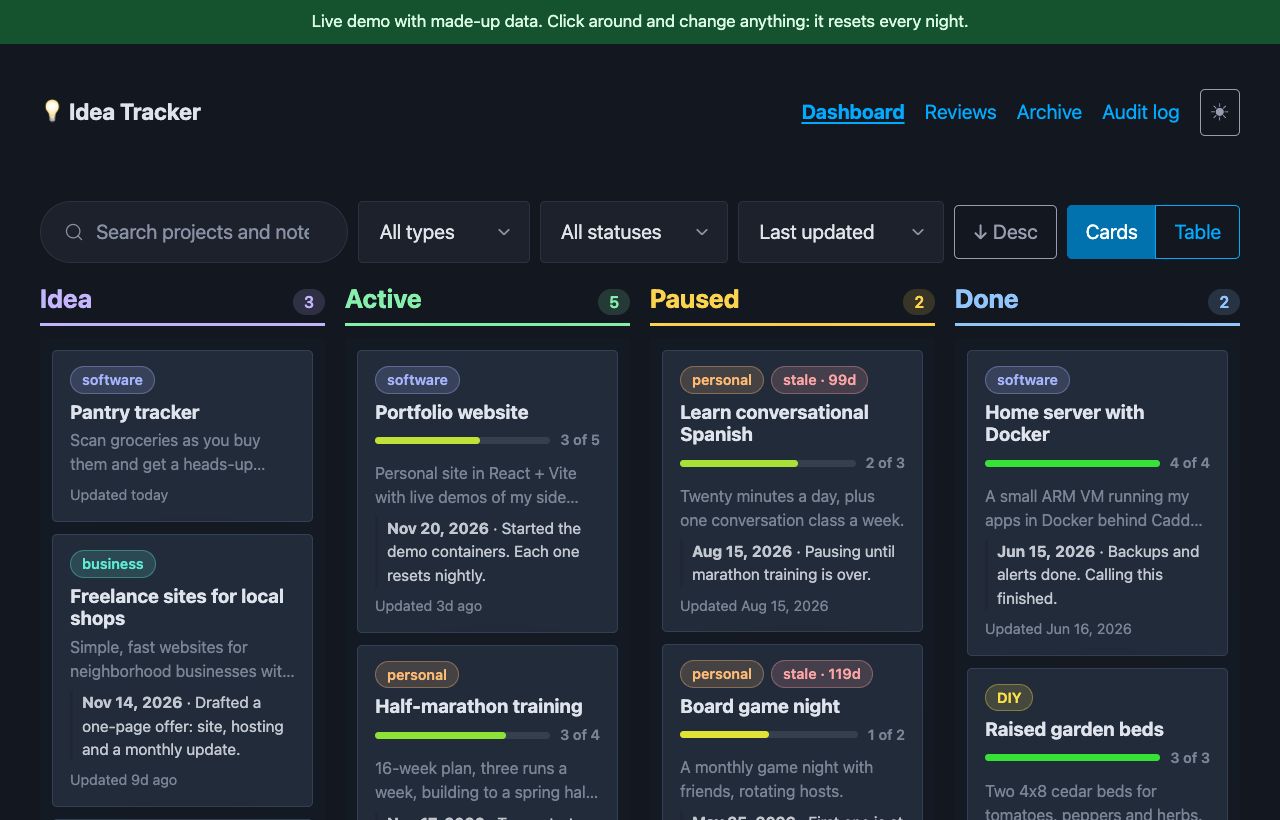 Live demo with made-up data. Click around and change anything: it resets every night.
Idea Tracker
Dashboard
Reviews
Archive
Audit log
Search projects and note
All types
All statuses
Last updated
↓ Desc
Cards
Table
Idea
3
software
Pantry tracker
Scan groceries as you buy
them and get a heads-up...
Updated today
business
Freelance sites for local
shops
Simple, fast websites for
neighborhood businesses wit...
Nov 14, 2026 · Drafted a
one-page offer: site, hosting
and a monthly update.
Updated 9d ago
Active
5
software
Portfolio website
3 of 5
Personal site in React + Vite
with live demos of my side...
Nov 20, 2026 · Started the
demo containers. Each one
resets nightly.
Updated 3d ago
personal
Half-marathon training
3 of 4
16-week plan, three runs a
week, building to a spring hal...
Paused
2
personal
stale · 99d
Learn conversational
Spanish
2 of 3
Twenty minutes a day, plus
one conversation class a week.
Aug 15, 2026 · Pausing until
marathon training is over.
Updated Aug 15, 2026
personal
stale · 119d
Board game night
1 of 2
A monthly game night with
friends, rotating hosts.
Done
2
software
Home server with
Docker
4 of 4
A small ARM VM running my
apps in Docker behind Cadd...
Jun 15, 2026 · Backups and
alerts done. Calling this
finished.
Updated Jun 16, 2026
DIY
Raised garden beds
3 of 3
Two 4x8 cedar beds for
tomatoes, peppers and herbs.